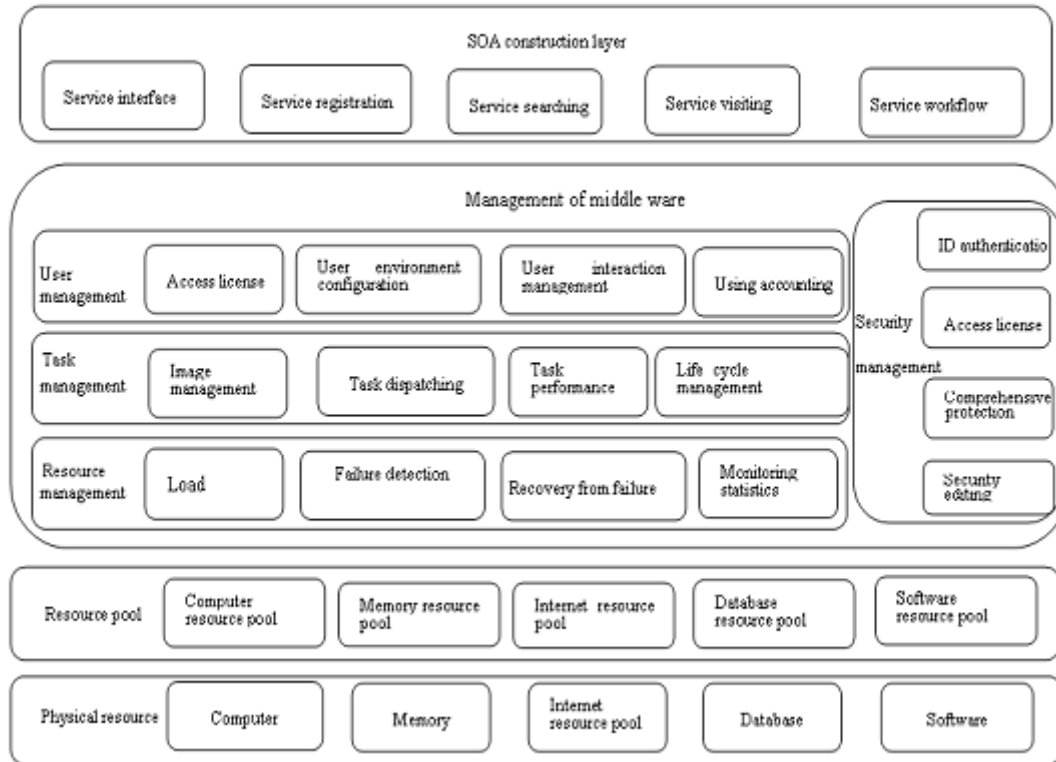 SOA construction layer
Service interface
Service registration
Service searching
Service visiting
Service workflow
Management of middle ware
User
management
Access license
User environment
configuration
User interaction
management
Using accounting
Task
management
Image
management
Task dispatching
Task
performance
Life cycle
management
Resource
management
Load
Failure detection
Recovery from failure
Monitoring
statistics
Security
management
ID authenticatio
Access license
Comprehensive
protection
Security
editing
Resource pool
Computer
resource pool
Memory resource
pool
Internet resource
pool
Database
resource pool
Software
resource pool
Physical resource
Computer
Memory
Internet
resource pool
Database
Software